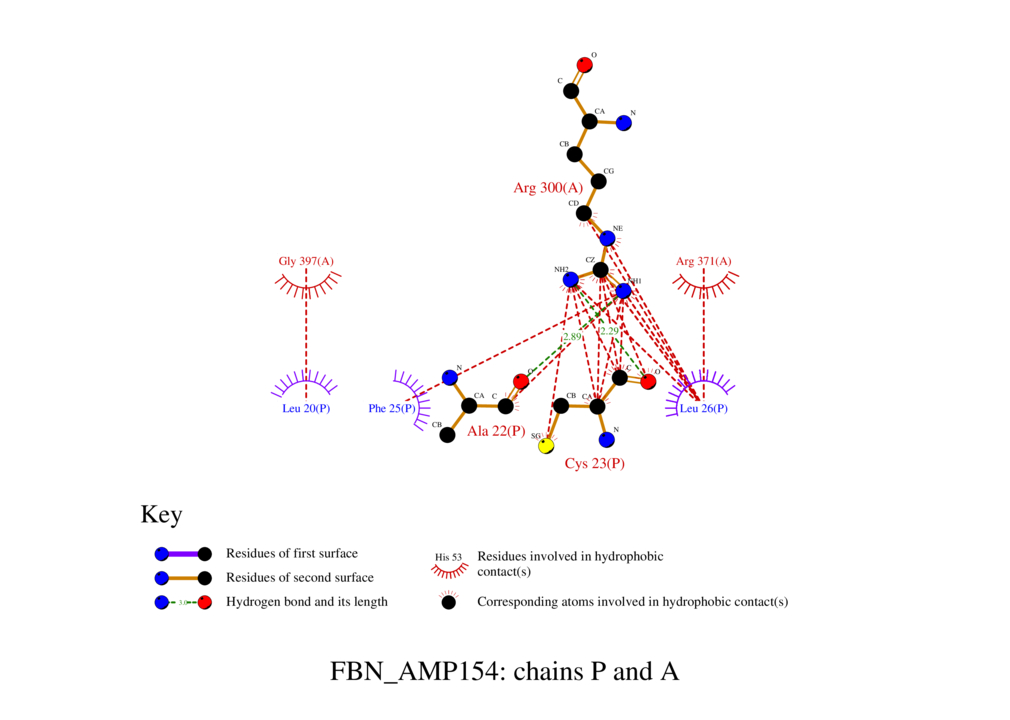 O
C
CA
N
CB
CG
Arg 300(A)
CD
NE
Gly 397(A)
CZ
Arg 371(A)
NH2
NH1
2.89
2.29
N
O
C
O
CA
C
CB
CA
Leu 20(P)
Phe 25(P)
Leu 26(P)
CB
Ala 22(P)
SG
N
Cys 23(P)
Key
Residues of first surface
Residues of second surface
3.0
Hydrogen bond and its length
His 53
Residues involved in hydrophobic
contact(s)
Corresponding atoms involved in hydrophobic contact(s)
FBN_AMP154: chains P and A